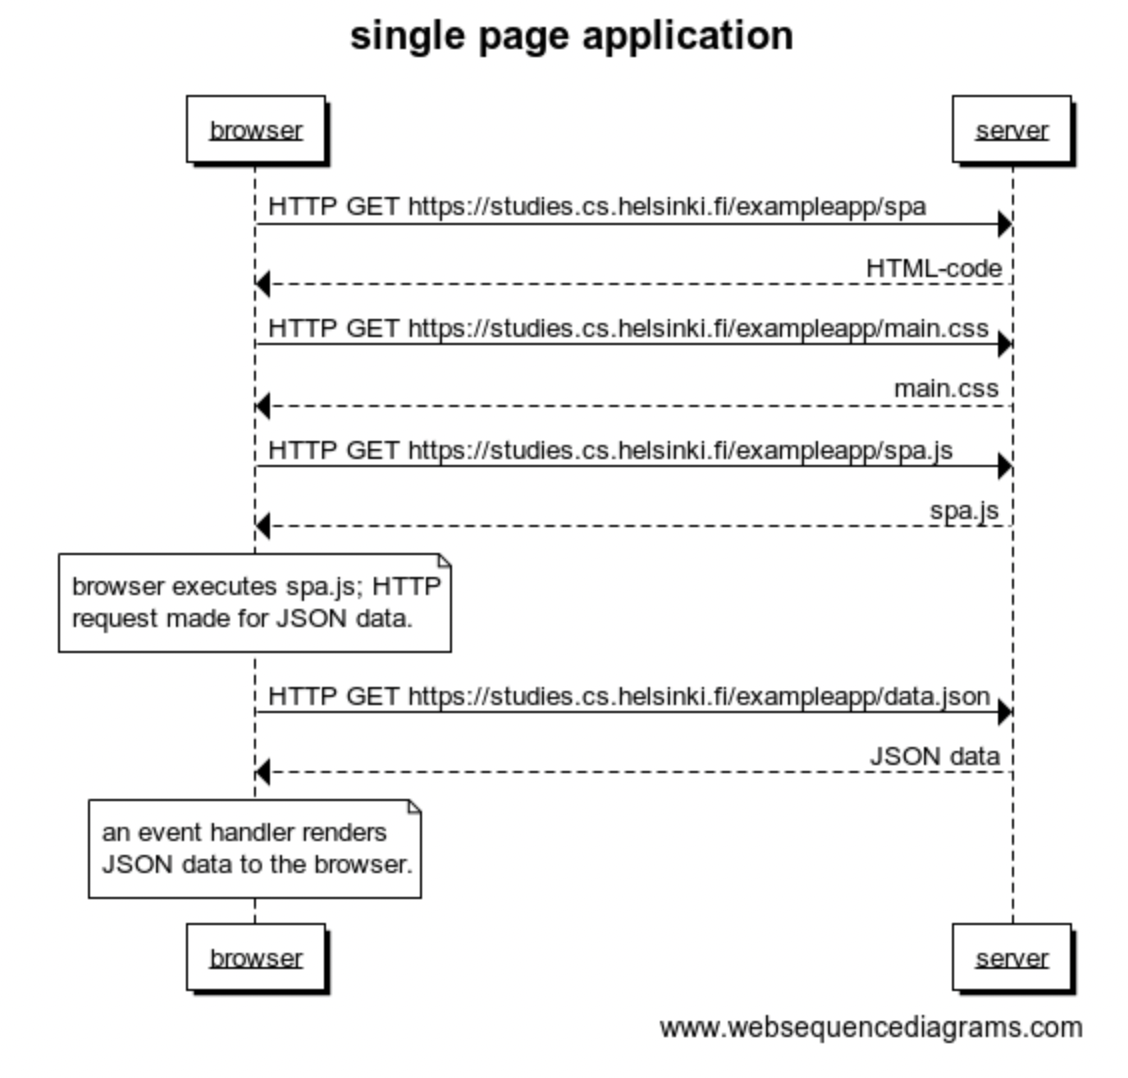 single page application
browser
server
HTTP GET https://studies.cs.helsinki.fi/exampleapp/spa
HTML-code
HTTP GET https://studies.cs.helsinki.fi/exampleapp/main.css
main.css
HTTP GET https://studies.cs.helsinki.fi/exampleapp/spa.js
spa.js
browser executes spa.js; HTTP
request made for JSON data.
HTTP GET https://studies.cs.helsinki.fi/exampleapp/data.json
JSON data
an event handler renders
JSON data to the browser.
browser
server
www.websequencediagrams.com